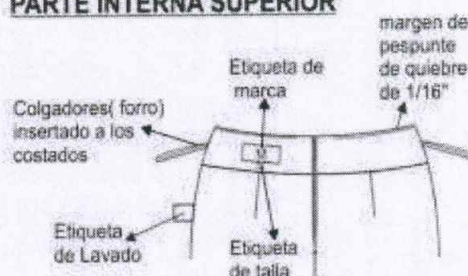 PARTE INTERNA SUPERIOR
margen de
pespunte
de quiebre
de 1/16"
Etiqueta de
marca
Colgadores( forro)
insertado a los
costados
M
Etiqueta
de Lavado
Etiqueta
de talla